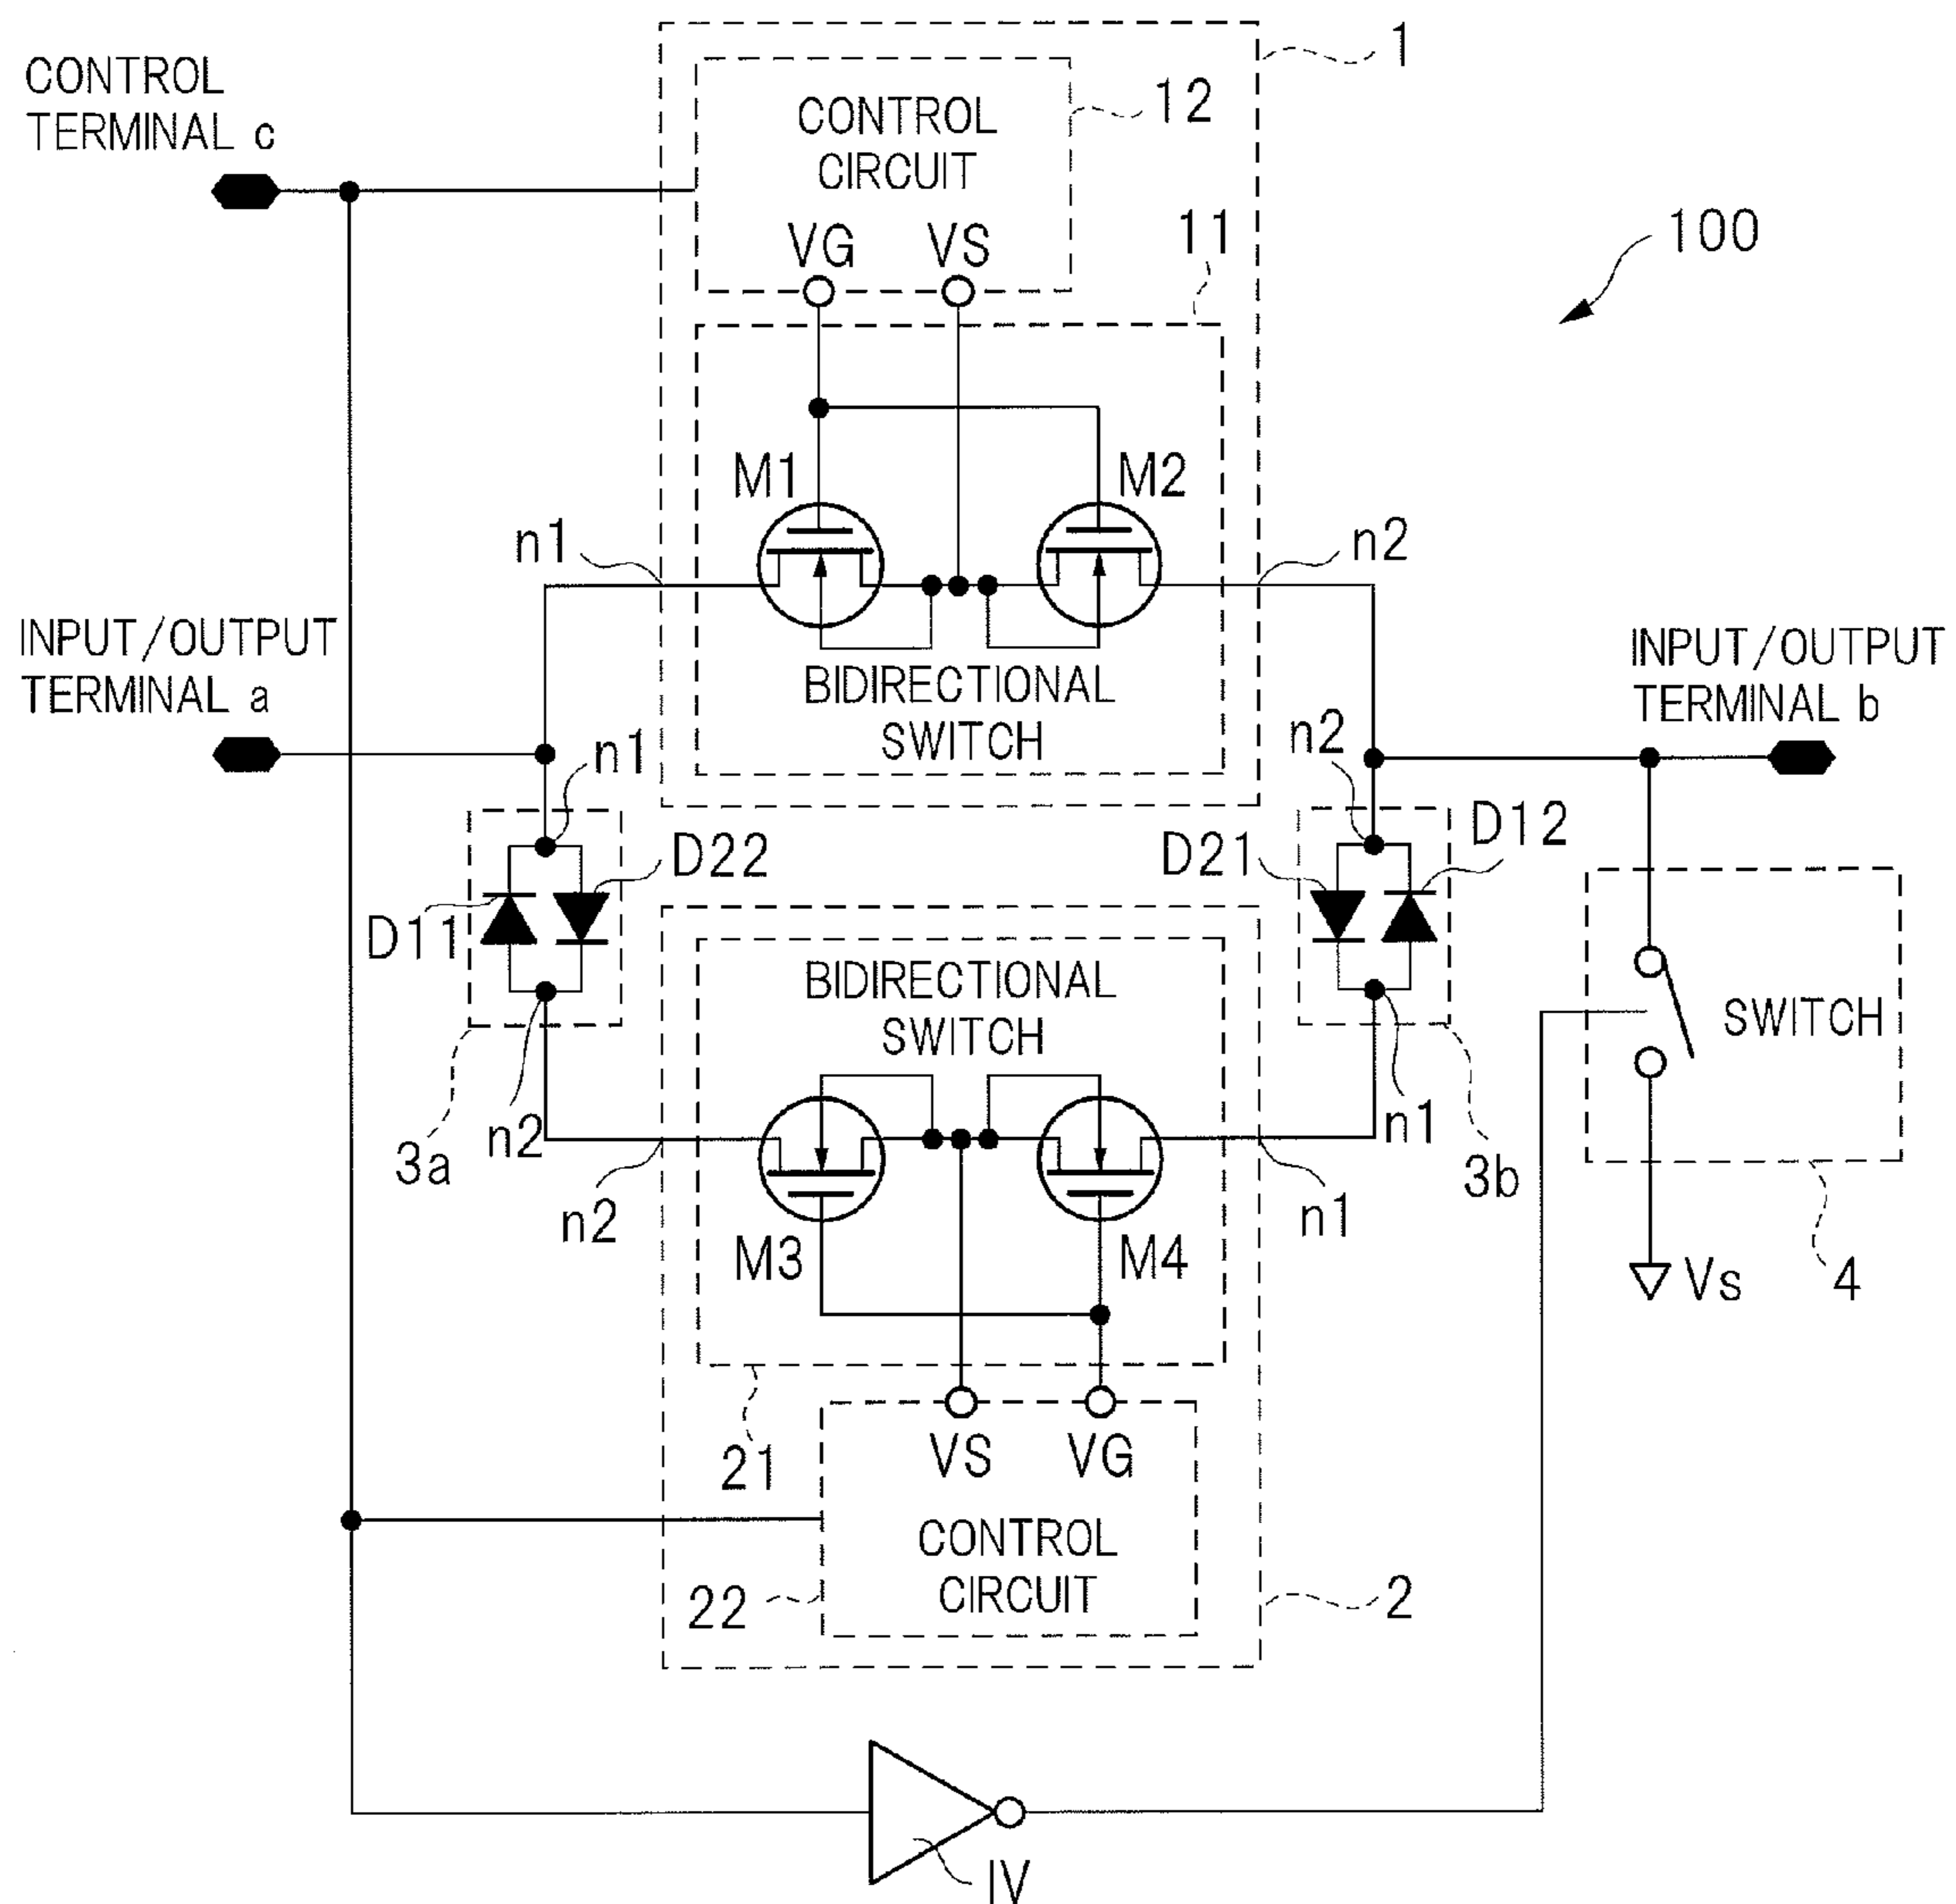 CONTROL
TERMINAL c
1
CONTROL
CIRCUIT
12
VG
VS
11
100
M1
M2
n1
n2
INPUT/OUTPUT
TERMINAL a
BIDIRECTIONAL
SWITCH
INPUT/OUTPUT
TERMINAL b
n1
n2
D22
D21
D12
D11
BIDIRECTIONAL
SWITCH
SWITCH
3a
n2
n1
3b
n2
n1
M3
M4
Vs
4
21
VS
VG
CONTROL
CIRCUIT
22
2
IV